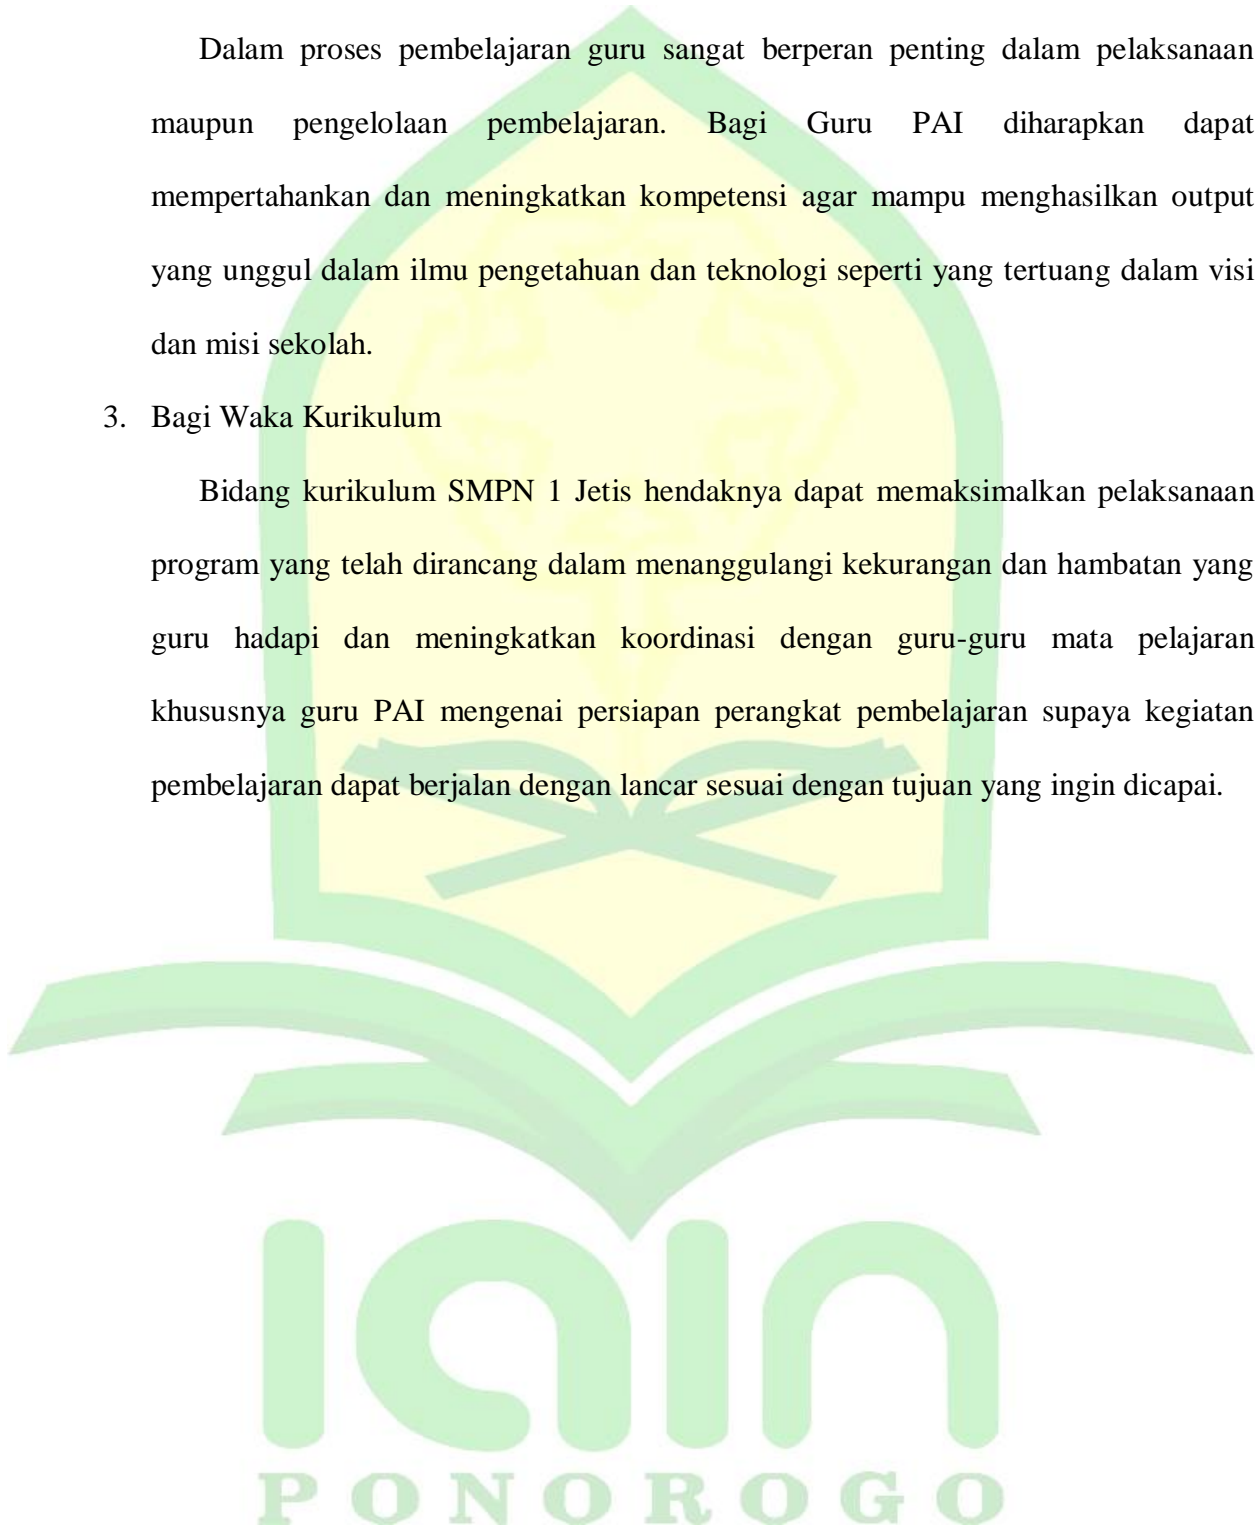 Dalam proses pembelajaran guru sangat berperan penting dalam pelaksanaan
maupun pengelolaan pembelajaran. Bagi Guru PAI diharapkan dapat
mempertahankan dan meningkatkan kompetensi agar mampu menghasilkan output
yang unggul dalam ilmu pengetahuan dan teknologi seperti yang tertuang dalam visi
dan misi sekolah.
3. Bagi Waka Kurikulum
Bidang kurikulum SMPN 1 Jetis hendaknya dapat memaksimalkan pelaksanaan
program yang telah dirancang dalam menanggulangi kekurangan dan hambatan yang
guru hadapi dan meningkatkan koordinasi dengan guru-guru mata pelajaran
khususnya guru PAI mengenai persiapan perangkat pembelajaran supaya kegiatan
pembelajaran dapat berjalan dengan lancar sesuai dengan tujuan yang ingin dicapai.
iain
PONOROGO